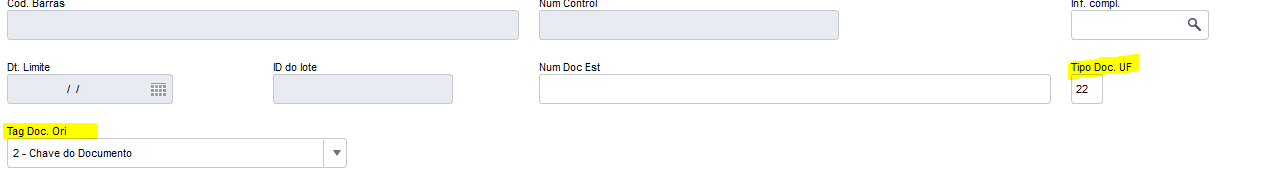 Cod. Barras
Num Control
Inf. compl.
Dt. Limite
ID do lote
Num Doc Est
Tipo Doc. UF
/ /
22
Tag Doc. Ori
2 - Chave do Documento